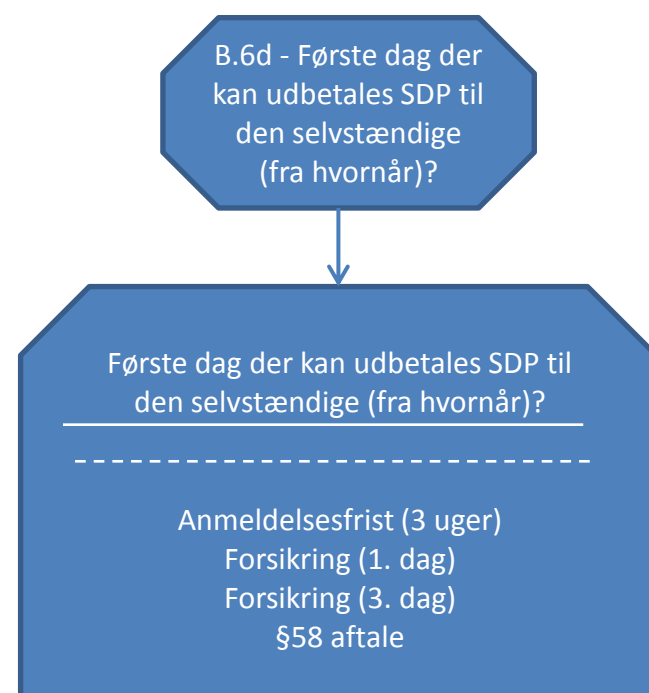 B.6d - Første dag der
kan udbetales SDP til
den selvstændige
(fra hvornår)?
Første dag der kan udbetales SDP til
den selvstændige (fra hvornår)?
Anmeldelsesfrist (3 uger)
Forsikring (1. dag)
Forsikring (3. dag)
§58 aftale